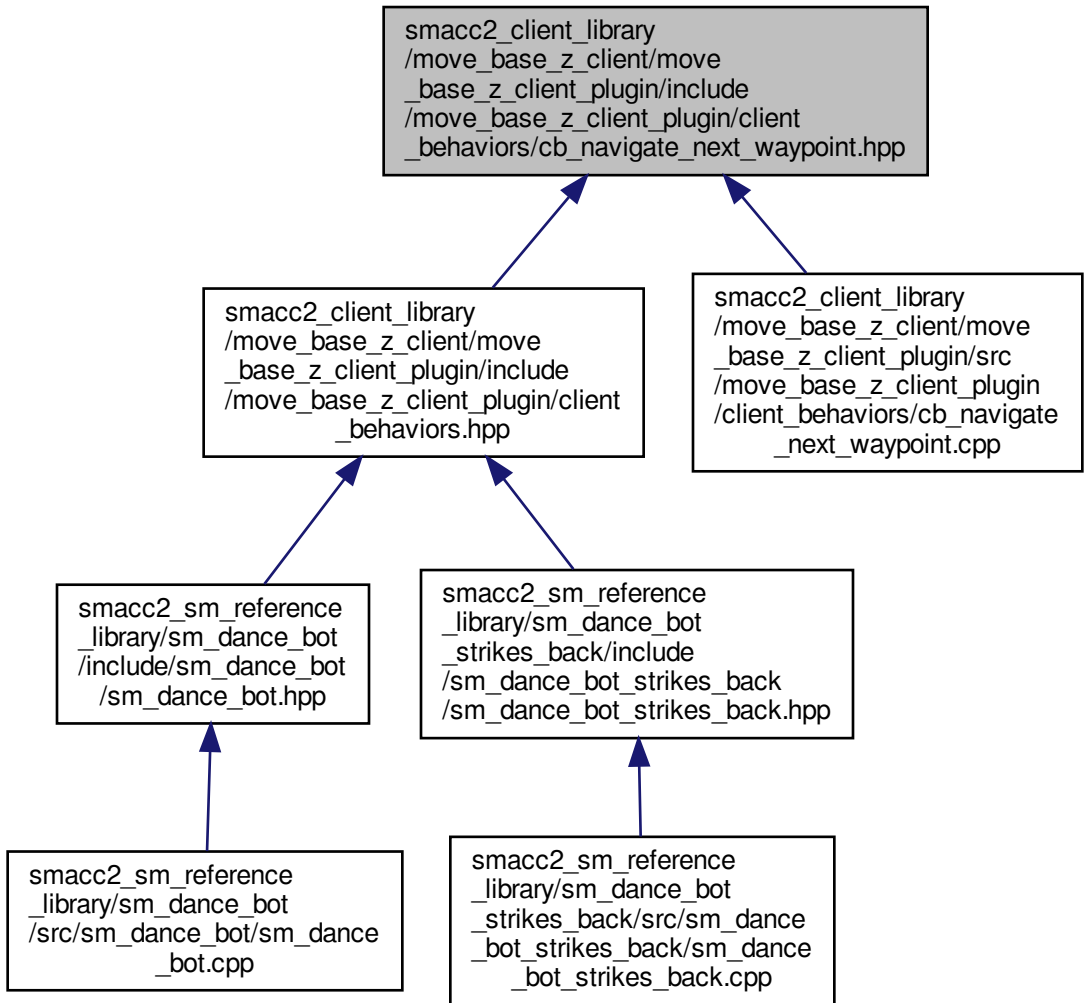 smacc2_client_library
/move_base_z_client/move
_base_z_client_plugin/include
/move_base_z_client_plugin/client
_behaviors/cb_navigate_next_waypoint.hpp
smacc2_client_library
/move_base_z_client/move
_base_z_client_plugin/include
/move_base_z_client_plugin/client
_behaviors.hpp
smacc2_client_library
/move_base_z_client/move
_base_z_client_plugin/src
/move_base_z_client_plugin
/client_behaviors/cb_navigate
_next_waypoint.cpp
smacc2_sm_reference
_library/sm_dance_bot
/include/sm_dance_bot
/sm_dance_bot.hpp
smacc2_sm_reference
_library/sm_dance_bot
_strikes_back/include
/sm_dance_bot_strikes_back
/sm_dance_bot_strikes_back.hpp
smacc2_sm_reference
_library/sm_dance_bot
/src/sm_dance_bot/sm_dance
_bot.cpp
smacc2_sm_reference
_library/sm_dance_bot
_strikes_back/src/sm_dance
_bot_strikes_back/sm_dance
_bot_strikes_back.cpp